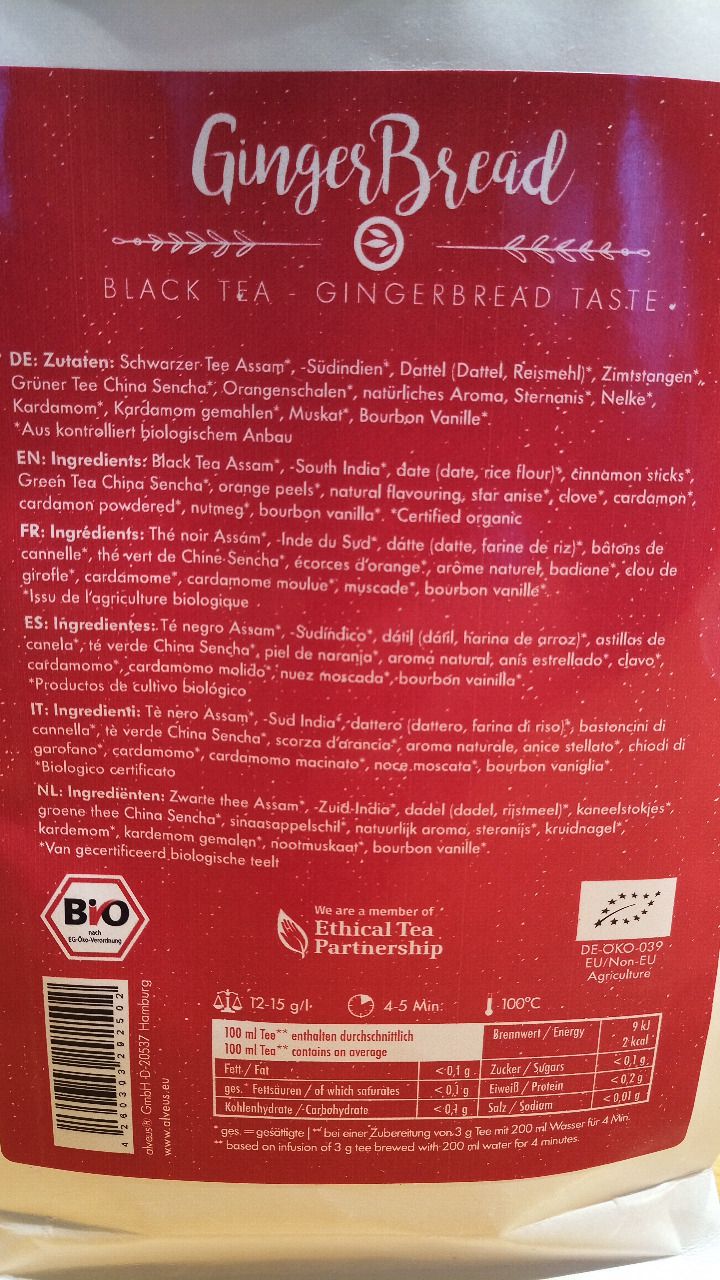 GingerBread
BLACK TEA - GINGERBREAD TASTE
DE: Zutaten: Schwarzer Tee Assam*, -Südindien*, Dattel (Dattel, Reismehl)*, Zimtstangen*,
Grüner Tee China Sencha*, Orangenschalen*, natürliches Aroma, Sternanis*, Nelke*,
Kardamom*, Kardamom gemahlen*, Muskat*, Bourbon Vanille*.
*Aus kontrolliert biologischem Anbau
EN: Ingredients: Black Tea Assam*, -South India*, date (date, rice flour)*, cinnamon sticks*,
Green Tea China Sencha*, orange peels*, natural flavouring, star anise*, clove*, cardamon*,
cardamon powdered*, nutmeg*, bourbon vanilla*. *Certified organic
FR: Ingrédients: Thé noir Assam*, -Inde du Sud*, datte (datte, farine de riz)*, bâtons de
cannelle*, thé vert de Chine Sencha*, écorces d'orange*, arôme naturel, badiane*, clou de
girofle*, cardamome*, cardamome moulue*, muscade*, bourbon vanille*.
*Issu de l'agriculture biologique
ES: Ingredientes: Té negro Assam*, -Sudíndico*, dátil (dátil, harina de arroz)*, astillas de
canela*, té verde China Sencha*, piel de naranja*, aroma natural, anís estrellado*, clavo*,
cardamomo*, cardamomo molido*, nuez moscada*, bourbon vainilla*.
*Productos de cultivo biológico
IT: Ingredienti: Tè nero Assam*, -Sud India*, dattero (dattero, farina di riso)*, bastoncini di
cannella*, tè verde China Sencha*, scorza d'arancia*, aroma naturale, anice stellato*, chiodi di
garofano*, cardamomo*, cardamomo macinato*, noce moscata*, bourbon vaniglia*.
*Biologico certificato
NL: Ingrediënten: Zwarte thee Assam*, -Zuid-India*, dadel (dadel, rijstmeel)*, kaneelstokjes*,
groene thee China Sencha*, sinaasappelschil*, natuurlijk aroma, steranijs*, kruidnagel*,
kardemom*, kardemom gemalen*, nootmuskaat*, bourbon vanille*.
*Van gecertificeerd biologische teelt
Bio
nach
EG-Öko-Verordnung
We are a member of
Ethical Tea
Partnership
DE-ÖKO-039
EU/Non-EU
Agriculture
4 260393 292502
alveus GmbH D-20537 Hamburg
www.alveus.eu
12-15 g/l
4-5 Min.
100°C
100 ml Tee** enthalten durchschnittlich
100 ml Tea** contains an average
Brennwert / Energy
9 kJ
2 kcal
Fett / Fat <0,1 g Zucker / Sugars <0,1 g
ges.* Fettsäuren / of which saturates <0,1 g Eiweiß / Protein <0,2 g
Kohlenhydrate / Carbohydrate <0,1 g Salz / Sodium <0,01 g
* ges. = gesättigte | ** bei einer Zubereitung von 3 g Tee mit 200 ml Wasser für 4 Min.
** based on infusion of 3 g tee brewed with 200 ml water for 4 minutes.